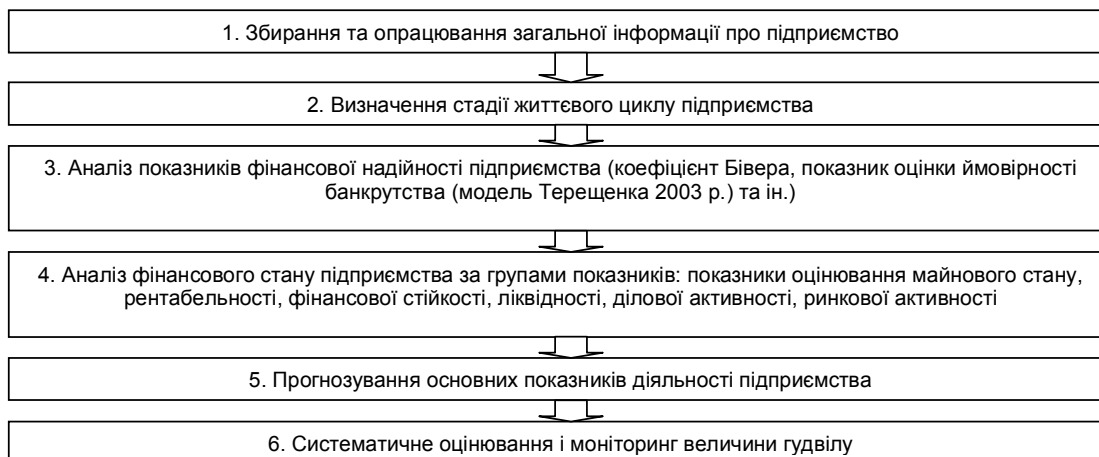 1. Збирання та опрацювання загальної інформації про підприємство
2. Визначення стадії життєвого циклу підприємства
3. Аналіз показників фінансової надійності підприємства (коефіцієнт Бівера, показник оцінки ймовірності
банкрутства (модель Терещенка 2003 р.) та ін.)
4. Аналіз фінансового стану підприємства за групами показників: показники оцінювання майнового стану,
рентабельності, фінансової стійкості, ліквідності, ділової активності, ринкової активності
5. Прогнозування основних показників діяльності підприємства
6. Систематичне оцінювання і моніторинг величини гудвілу